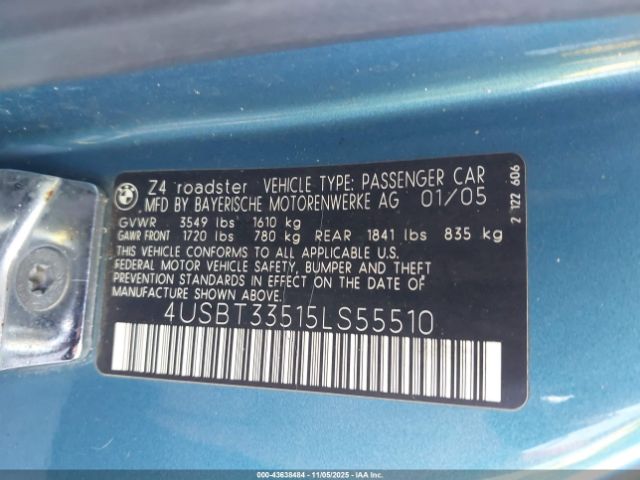 BMW
Z4 roadster VEHICLE TYPE: PASSENGER CAR
MFD BY BAYERISCHE MOTORENWERKE AG 01/05
GVWR 3549 lbs 1610 kg
GAWR FRONT 1720 lbs 780 kg REAR 1841 lbs 835 kg
THIS VEHICLE CONFORMS TO ALL APPLICABLE U.S.
FEDERAL MOTOR VEHICLE SAFETY, BUMPER AND THEFT
PREVENTION STANDARDS IN EFFECT ON THE DATE OF
MANUFACTURE SHOWN ABOVE.
4USBT33515LS55510
2 122 606
000-43638484 - 11/05/2025 - IAAI.COM